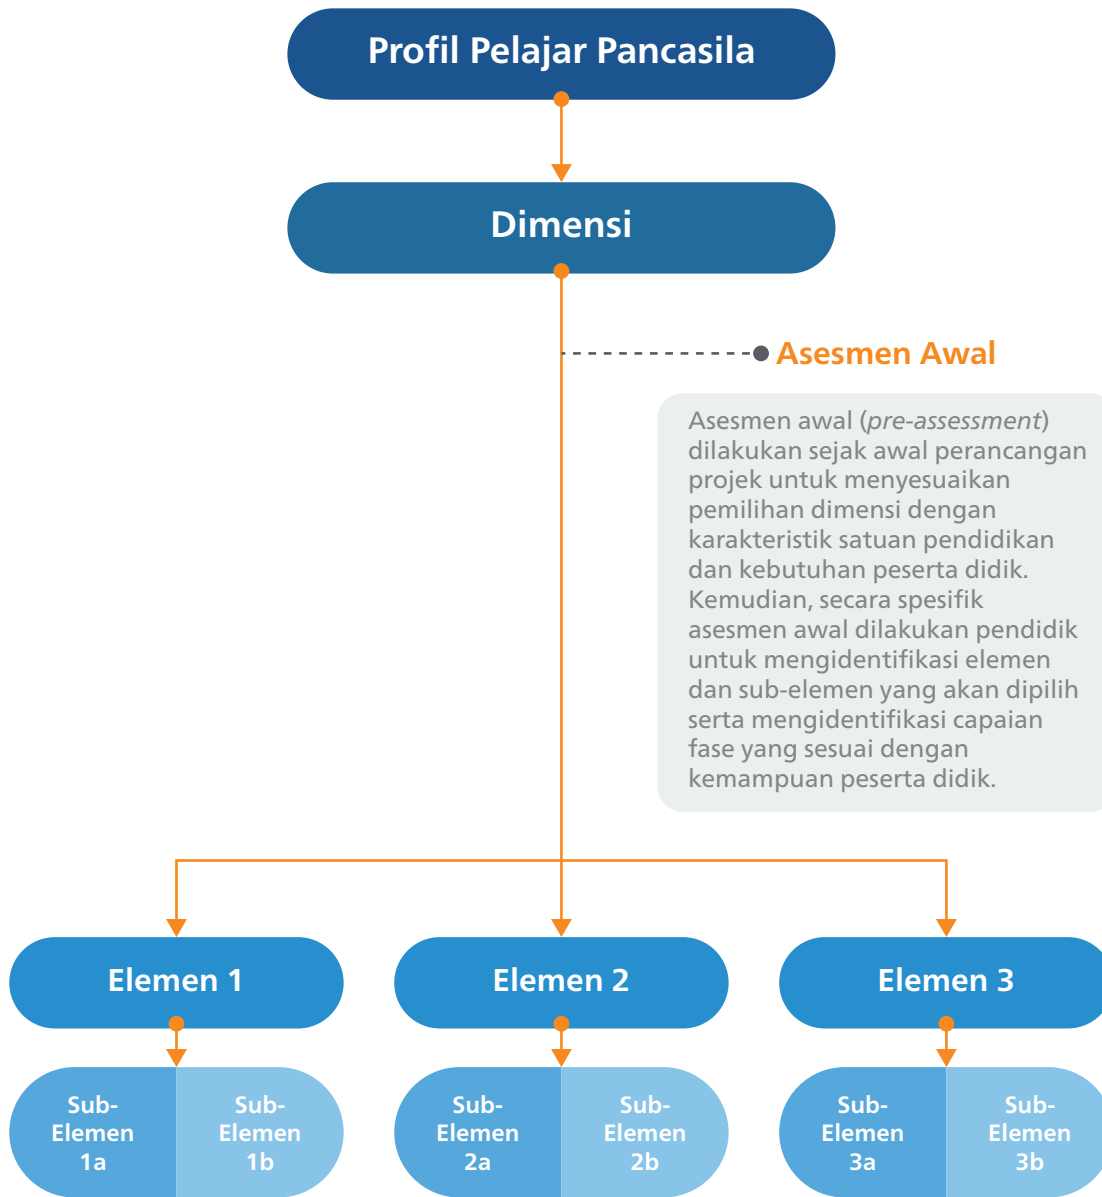 Profil Pelajar Pancasila
Dimensi
Asesmen Awal
Asesmen awal (pre-assessment)
dilakukan sejak awal perancangan
projek untuk menyesuaikan
pemilihan dimensi dengan
karakteristik satuan pendidikan
dan kebutuhan peserta didik.
Kemudian, secara spesifik
asesmen awal dilakukan pendidik
untuk mengidentifikasi elemen
dan sub-elemen yang akan dipilih
serta mengidentifikasi capaian
fase yang sesuai dengan
kemampuan peserta didik.
Elemen 1
Elemen 2
Elemen 3
Sub-
Elemen
1a
Sub-
Elemen
1b
Sub-
Elemen
2a
Sub-
Elemen
2b
Sub-
Elemen
3a
Sub-
Elemen
3b